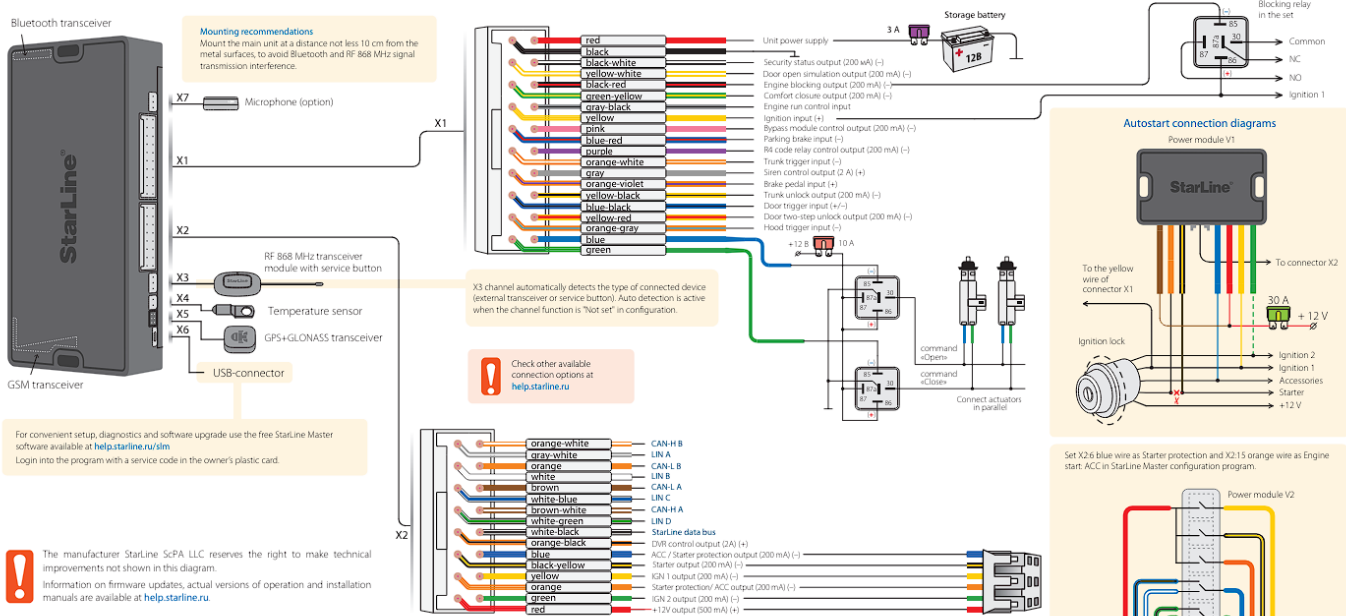 Bluetooth transceiver
StarLine®
GSM transceiver
Mounting recommendations
Mount the main unit at a distance not less 10 cm from the
metal surfaces, to avoid Bluetooth and RF 868 MHz signal
transmission interference.
X7
Microphone (option)
X1
X2
X3
RF 868 MHz transceiver
module with service button
StarLine
X4
Temperature sensor
X5
GPS+GLONASS transceiver
X6
USB-connector
For convenient setup, diagnostics and software upgrade use the free StarLine Master
software available at help.starline.ru/slm
Login into the program with a service code in the owner's plastic card.
The manufacturer StarLine ScPA LLC reserves the right to make technical
improvements not shown in this diagram.
Information on firmware updates, actual versions of operation and installation
manuals are available at help.starline.ru.
X1
red
Unit power supply
black
black-white
Security status output (200 мА) (–)
yellow-white
Door open simulation output (200 mA) (–)
black-red
Engine blocking output (200 mA) (–)
green-yellow
Comfort closure output (200 mA) (–)
gray-black
Engine run control input
yellow
Ignition input (+)
pink
Bypass module control output (200 mA) (–)
blue-red
Parking brake input (–)
purple
R4 code relay control output (200 mA) (–)
orange-white
Trunk trigger input (–)
gray
Siren control output (2 A) (+)
orange-violet
Brake pedal input (+)
yellow-black
Trunk unlock output (200 mA) (–)
blue-black
Door trigger input (+/–)
yellow-red
Door two-step unlock output (200 mA) (–)
orange-gray
Hood trigger input (–)
blue
green
3 A
Storage battery
12В
Blocking relay
in the set
(–)
85
87a
30
87
86
(+)
Common
NC
NO
Ignition 1
+12 В
10 A
(–)
85
30
87a
87
86
(+)
(–)
85
30
87a
87
86
(+)
command
«Open»
command
«Close»
Connect actuators
in parallel
X3 channel automatically detects the type of connected device
(external transceiver or service button). Auto detection is active
when the channel function is "Not set" in configuration.
Check other available
connection options at
help.starline.ru
X2
orange-white
CAN-H B
gray-white
LIN A
orange
CAN-L B
white
LIN B
brown
CAN-L A
white-blue
LIN C
brown-white
CAN-H A
white-green
LIN D
white-black
StarLine data bus
orange-black
DVR control output (2A) (+)
blue
ACC / Starter protection output (200 mA) (–)
black-yellow
Starter output (200 mA) (–)
yellow
IGN 1 output (200 mA) (–)
orange
Starter protection/ ACC output (200 mA) (–)
green
IGN 2 output (200 mA) (–)
red
+12V output (500 mA) (+)
Autostart connection diagrams
Power module V1
StarLine®
To connector X2
To the yellow
wire of
connector X1
30 A
+ 12 V
Ignition lock
Ignition 2
Ignition 1
Accessories
Starter
+12 V
Set X2:6 blue wire as Starter protection and X2:15 orange wire as Engine
start: ACC in StarLine Master configuration program.
Power module V2